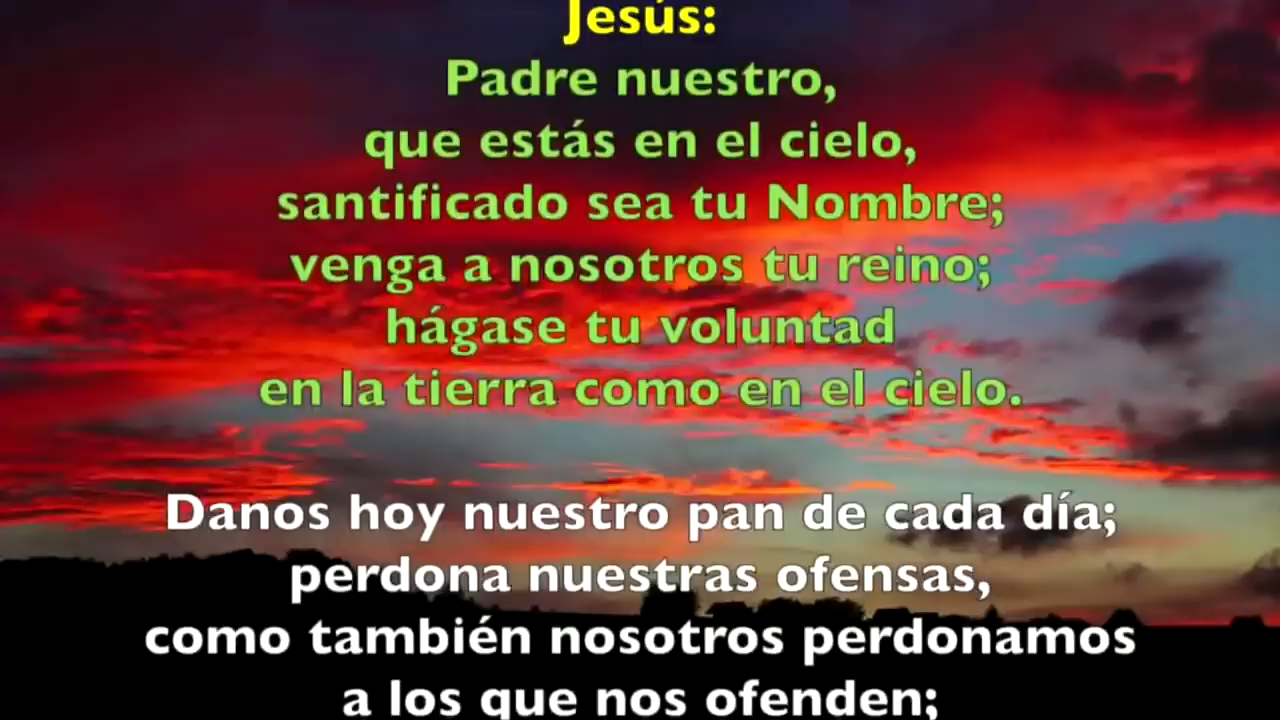 Jesús:
Padre nuestro,
que estás en el cielo,
santificado sea tu Nombre;
venga a nosotros tu reino;
hágase tu voluntad
en la tierra como en el cielo.
Danos hoy nuestro pan de cada día;
perdona nuestras ofensas,
como también nosotros perdonamos
a los que nos ofenden;